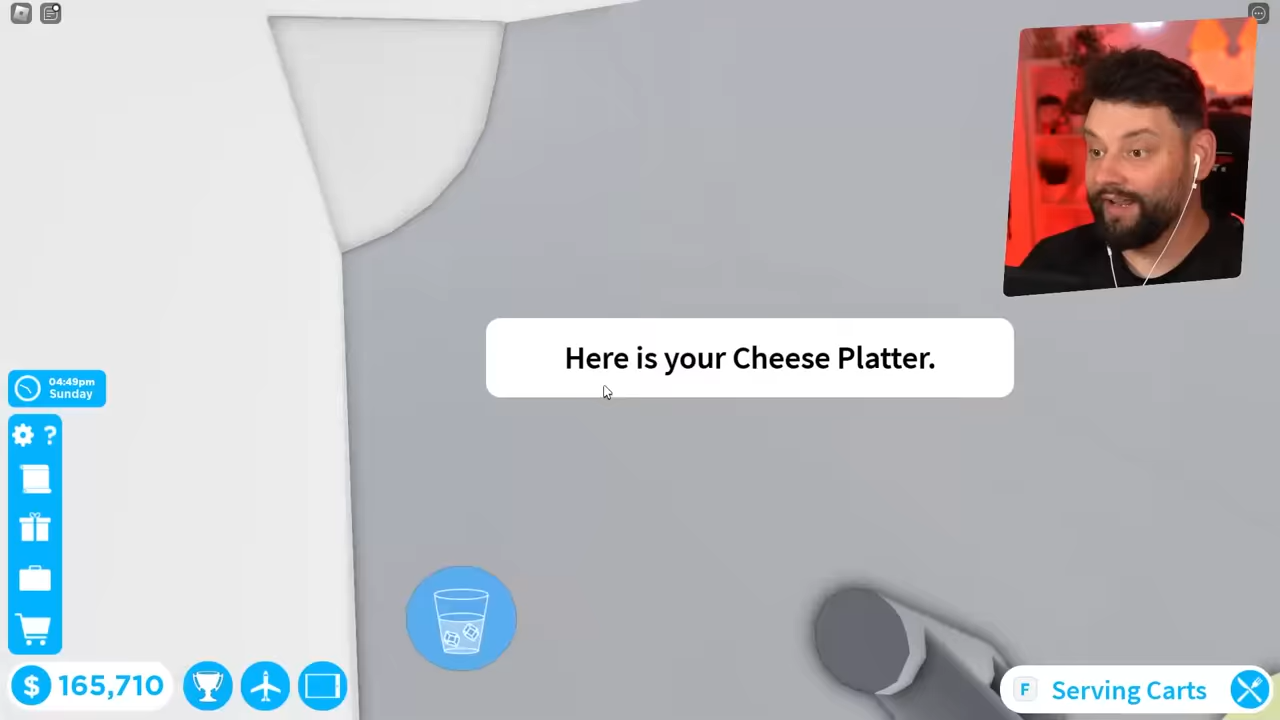 Here is your Cheese Platter.
04:49pm
Sunday
?
$ 165,710
F Serving Carts